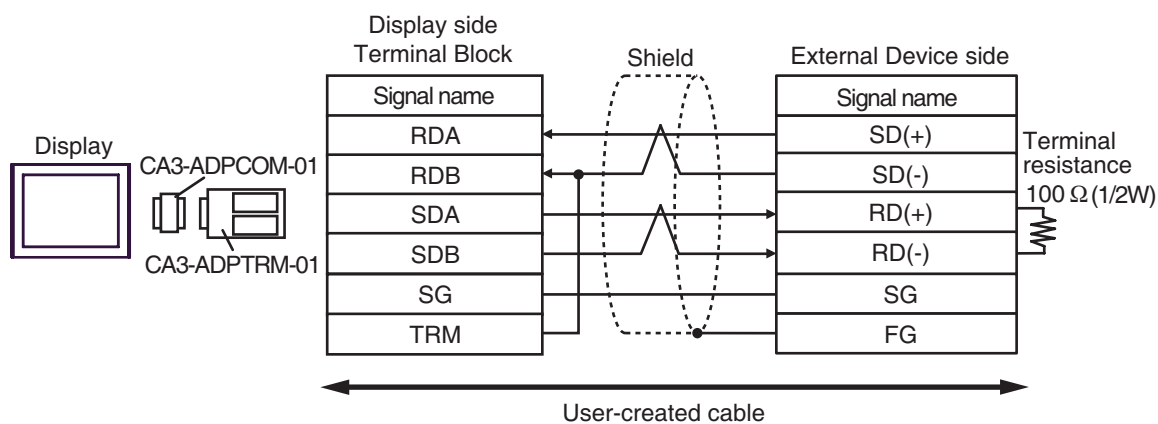 Display side
Terminal Block
Shield
External Device side
Signal name
Signal name
RDA
SD(+)
Display
CA3-ADPCOM-01
RDB
SD(-)
Terminal
resistance
100 Ω (1/2W)
SDA
RD(+)
CA3-ADPTRM-01
SDB
RD(-)
SG
SG
TRM
FG
User-created cable